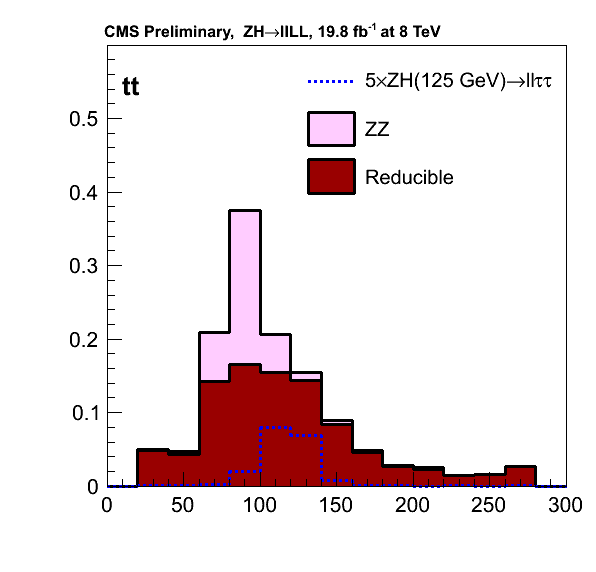 CMS Preliminary, ZH→llLL, 19.8 fb⁻¹ at 8 TeV
tt
5×ZH(125 GeV)→llττ
ZZ
Reducible
0.5
0.4
0.3
0.2
0.1
0
0 50 100 150 200 250 300